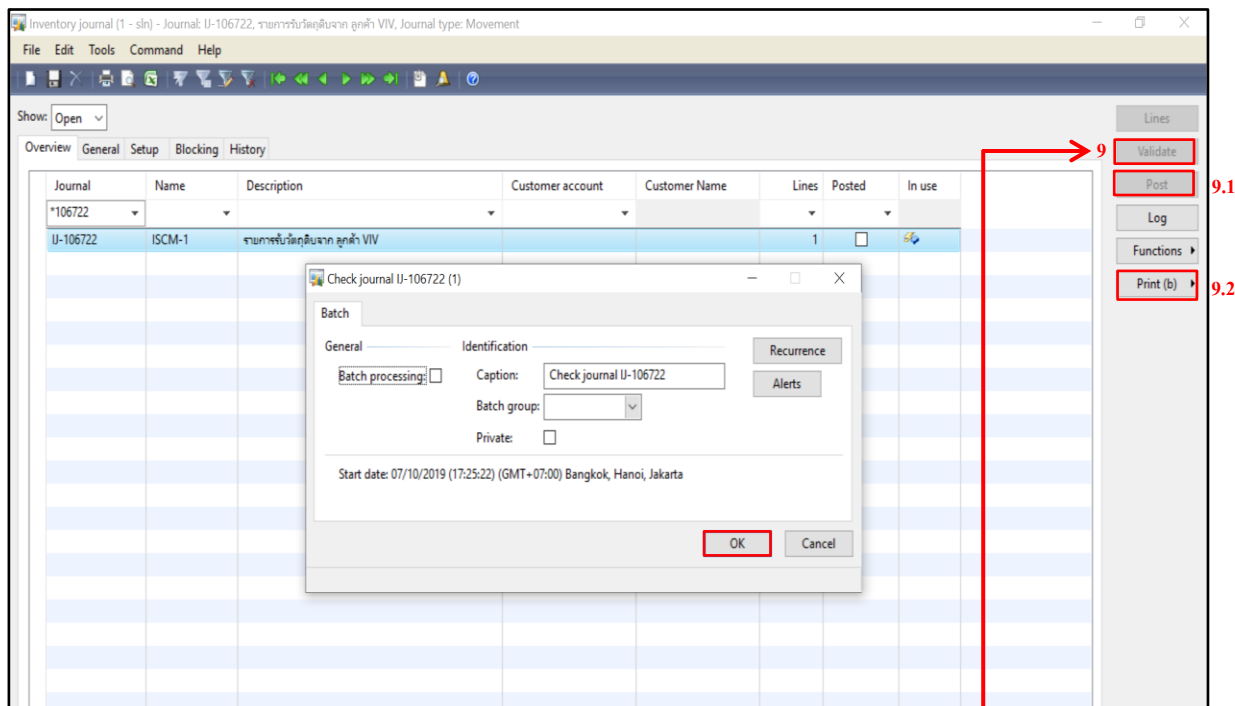 Inventory journal (1 - sln) - Journal: IJ-106722, รายการรับวัตถุดิบจาก ลูกค้า VIV, Journal type: Movement
File Edit Tools Command Help
Show: Open
Lines
Overview General Setup Blocking History
9 Validate
Journal Name Description Customer account Customer Name Lines Posted In use
Post 9.1
*106722
Log
IJ-106722 ISCM-1 รายการรับวัตถุดิบจาก ลูกค้า VIV 1
Functions
Print (b) 9.2
Check journal IJ-106722 (1)
Batch
General Identification
Recurrence
Batch processing: Caption: Check journal IJ-106722
Alerts
Batch group:
Private:
Start date: 07/10/2019 (17:25:22) (GMT+07:00) Bangkok, Hanoi, Jakarta
OK Cancel